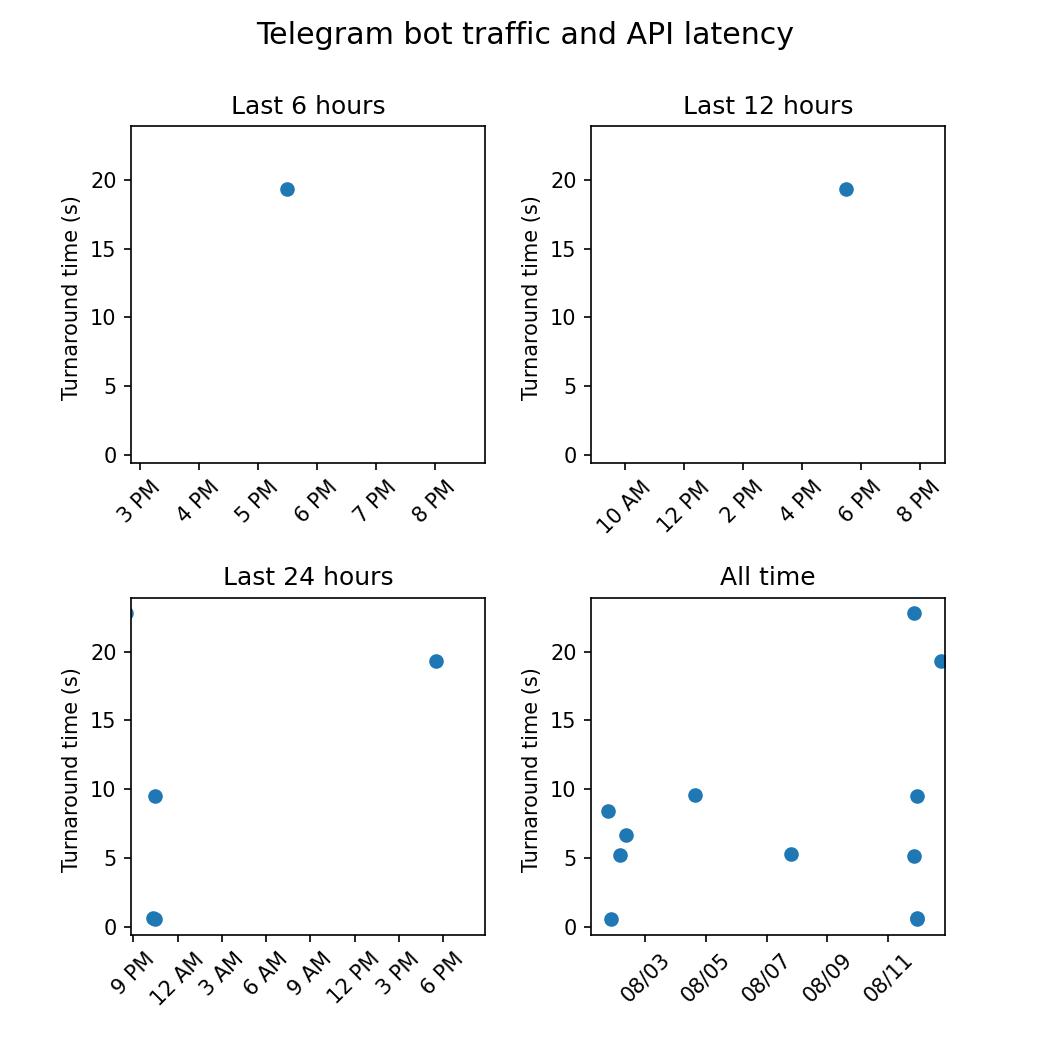 Telegram bot traffic and API latency
Last 6 hours
Turnaround time (s)
20
15
10
5
0
3 PM 4 PM 5 PM 6 PM 7 PM 8 PM
Last 12 hours
Turnaround time (s)
20
15
10
5
0
10 AM 12 PM 2 PM 4 PM 6 PM 8 PM
Last 24 hours
Turnaround time (s)
20
15
10
5
0
9 PM 12 AM 3 AM 6 AM 9 AM 12 PM 3 PM 6 PM
All time
Turnaround time (s)
20
15
10
5
0
08/03 08/05 08/07 08/09 08/11